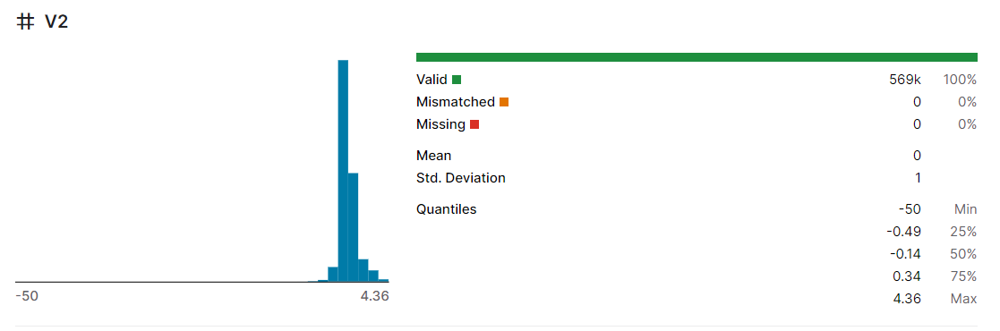 V2
Valid 569k 100%
Mismatched 0 0%
Missing 0 0%
Mean 0
Std. Deviation 1
Quantiles -50 Min
-0.49 25%
-0.14 50%
0.34 75%
4.36 Max
-50 4.36